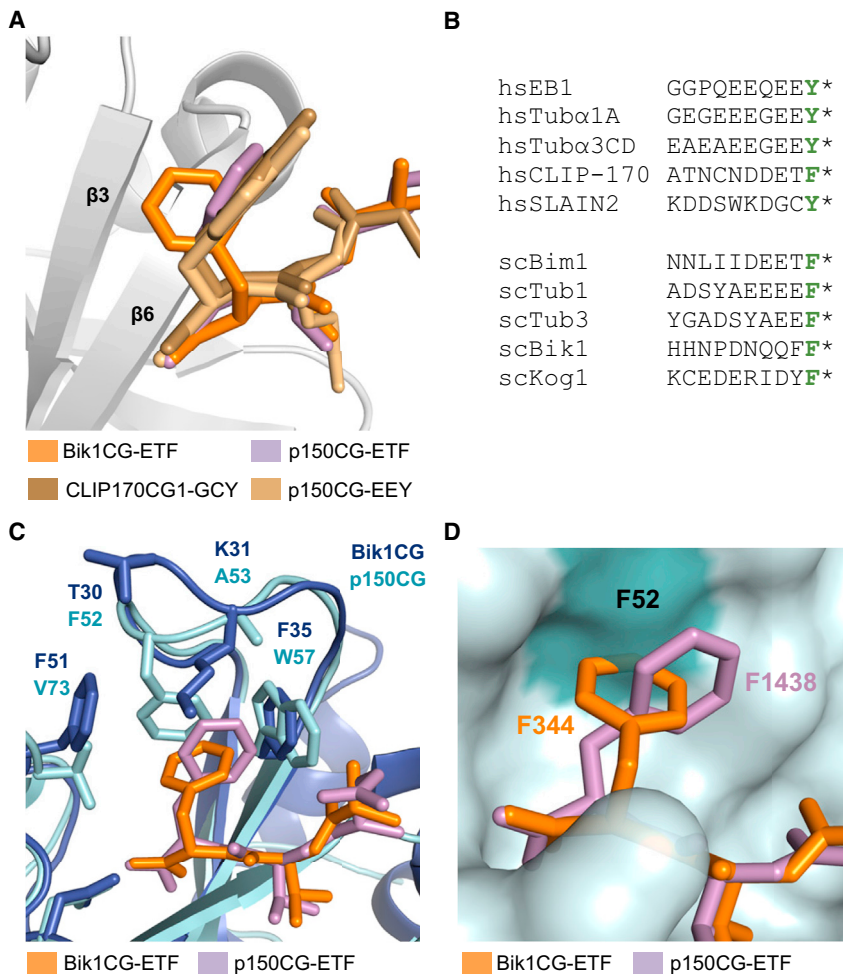 A
β3
β6
Bik1CG-ETF
p150CG-ETF
CLIP170CG1-GCY
p150CG-EEY
B
hsEB1 GGPQEEQEEY*
hsTubα1A GEGEEEGEEY*
hsTubα3CD EAEAEEGEEY*
hsCLIP-170 ATNCNDDETF*
hsSLAIN2 KDDSWKDGCY*
scBim1 NNLIIDEETF*
scTub1 ADSYAEEEEF*
scTub3 YGADSYAEEF*
scBik1 HHNPDNQQFF*
scKog1 KCEDERIDYF*
C
K31
A53
Bik1CG
p150CG
T30
F52
F35
W57
F51
V73
Bik1CG-ETF
p150CG-ETF
D
F52
F1438
F344
Bik1CG-ETF
p150CG-ETF